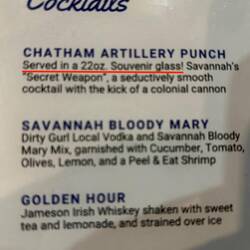 Cocktails
CHATHAM ARTILLERY PUNCH
Served in a 22oz. Souvenir glass! Savannah's
"Secret Weapon", a seductively smooth
cocktail with the kick of a colonial cannon
SAVANNAH BLOODY MARY
Dirty Gurl Local Vodka and Savannah Bloody
Mary Mix, garnished with Cucumber, Tomato,
Olives, Lemon, and a Peel & Eat Shrimp
GOLDEN HOUR
Jameson Irish Whiskey shaken with sweet
tea and lemonade, and strained over ice